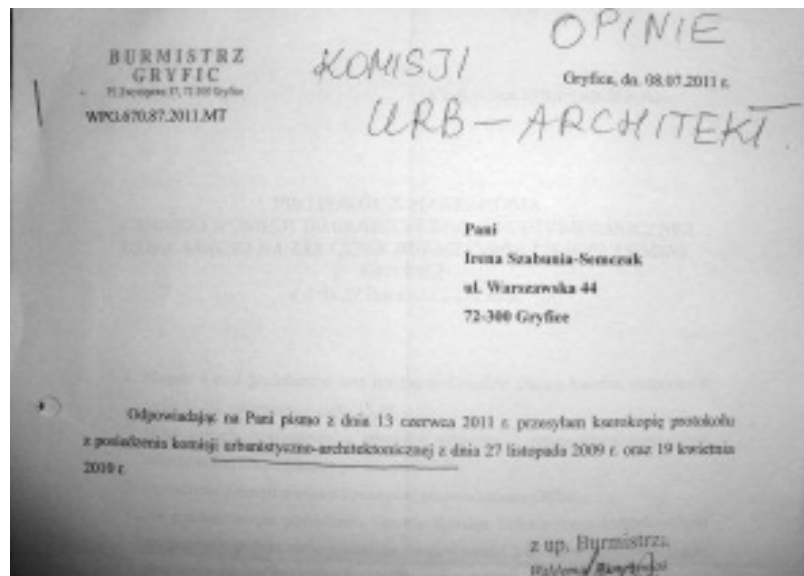 OPINIE
KOMISJI
URB-ARCHITEKT.
BURMISTRZ
GRYFIC
Gryfice, dn. 08.07.2011 r.
WPG.670.87.2011.MT
Pani
Irena Szabunia-Semczuk
ul. Warszawska 44
72-300 Gryfice
Odpowiadając na Pani pismo z dnia 13 czerwca 2011 r. przesyłam kserokopię protokołu
z posiedzenia komisji urbanistyczno-architektonicznej z dnia 27 listopada 2009 r. oraz 19 kwietnia
2010 r.
z up. Burmistrza